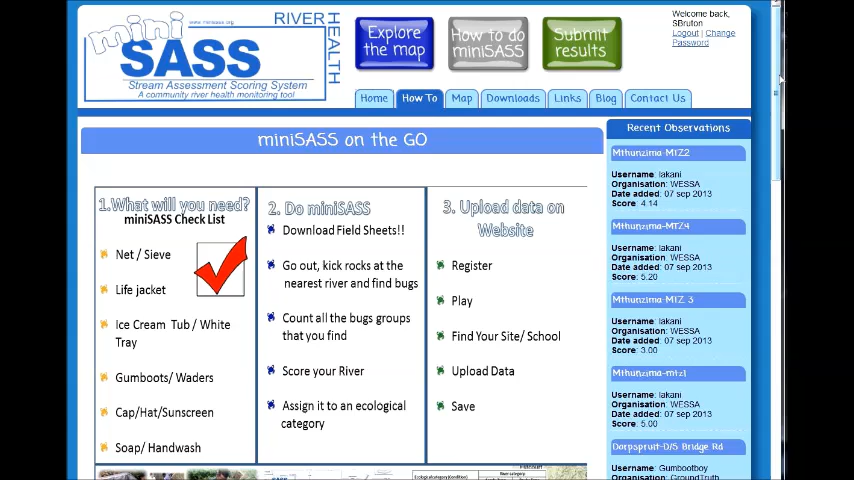 mini
www.minisass.org
SASS
Stream Assessment Scoring System
A community river health monitoring tool
RIVER
HEALTH
Explore
the map
How to do
miniSASS
Submit
results
Welcome back,
SBruton
Logout | Change
Password
Home
How To
Map
Downloads
Links
Blog
Contact Us
miniSASS on the GO
1.What will you need?
miniSASS Check List
Net / Sieve
Life jacket
Ice Cream Tub / White
Tray
Gumboots/ Waders
Cap/Hat/Sunscreen
Soap/ Handwash
2. Do miniSASS
Download Field Sheets!!
Go out, kick rocks at the
nearest river and find bugs
Count all the bugs groups
that you find
Score your River
Assign it to an ecological
category
3. Upload data on
Website
Register
Play
Find Your Site/ School
Upload Data
Save
Recent Observations
Mthunzima-MTZ2
Username: lakani
Organisation: WESSA
Date added: 07 sep 2013
Score: 4.14
Mthunzima-MTZ4
Username: lakani
Organisation: WESSA
Date added: 07 sep 2013
Score: 5.20
Mthunzima-MTZ 3
Username: lakani
Organisation: WESSA
Date added: 07 sep 2013
Score: 3.00
Mthunzima-mtz1
Username: lakani
Organisation: WESSA
Date added: 07 sep 2013
Score: 5.00
Dorpspruit-D/S Bridge Rd
Username: Gumbootboy
Organisation: GroundTruth